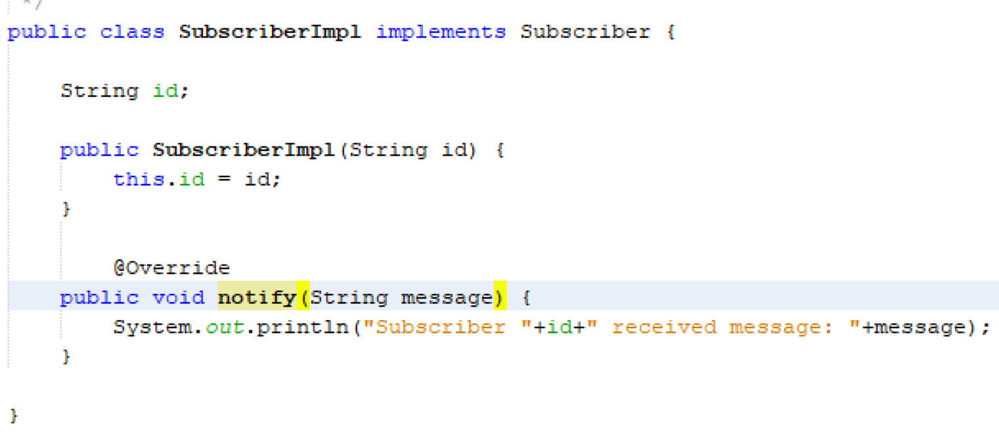 */
public class SubscriberImpl implements Subscriber {
String id;
public SubscriberImpl(String id) {
this.id = id;
}
@Override
public void notify(String message) {
System.out.println("Subscriber "+id+" received message: "+message);
}
}